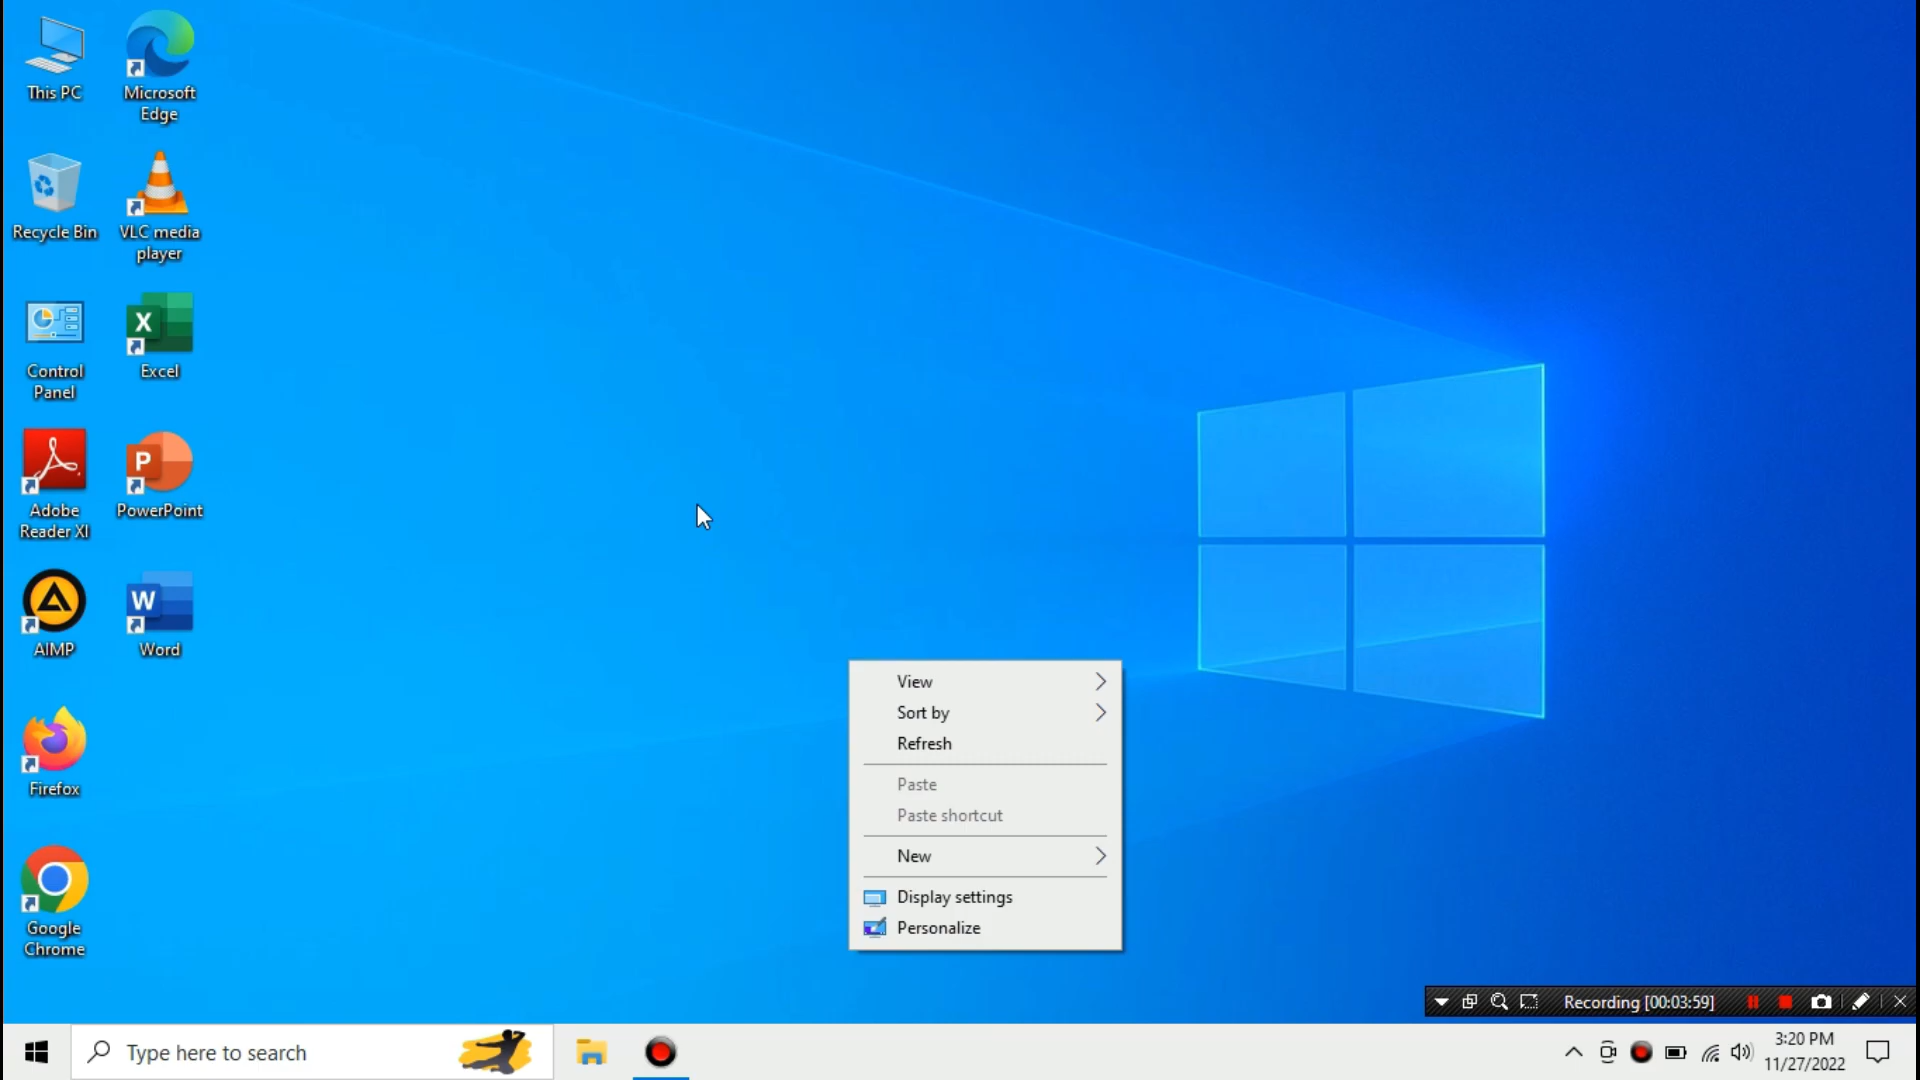 This PC
Microsoft
Edge
Recycle Bin
VLC media
player
Control
Panel
X
Excel
Adobe
Reader XI
P
PowerPoint
AIMP
W
Word
Firefox
Google
Chrome
View
Sort by
Refresh
Paste
Paste shortcut
New
Display settings
Personalize
Recording [00:03:59]
Type here to search
3:20 PM
11/27/2022